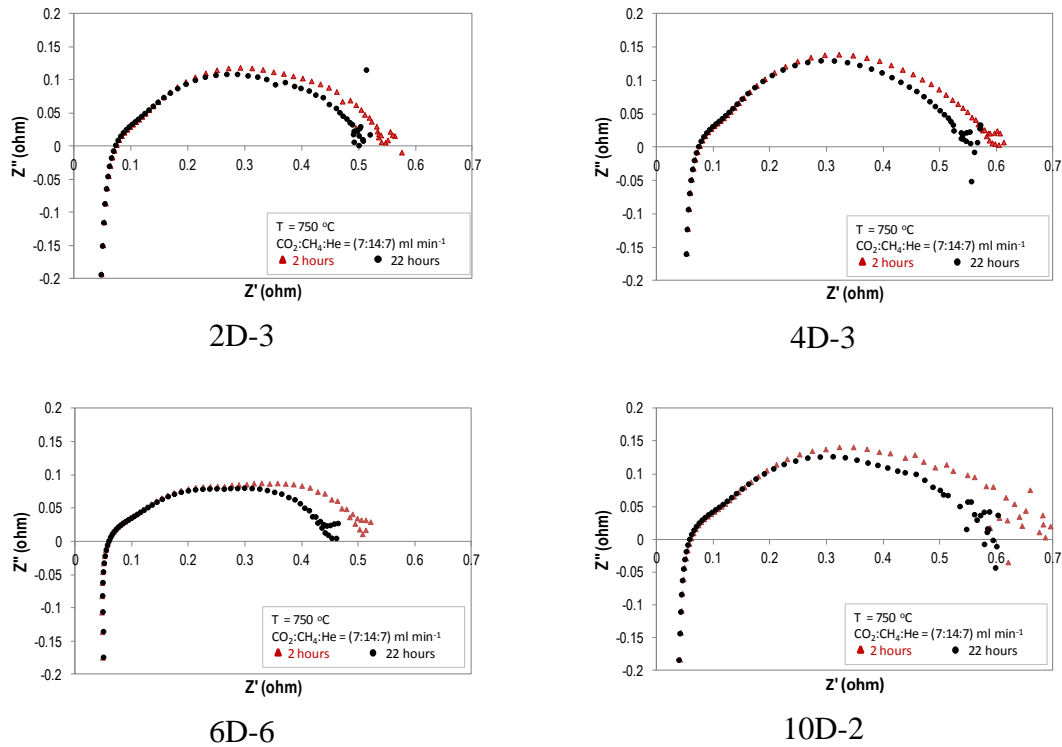 0.2
0.15
0.1
0.05
0
-0.05
-0.1
-0.15
-0.2
0 0.1 0.2 0.3 0.4 0.5 0.6 0.7
Z'' (ohm)
Z' (ohm)
T = 750 °C
CO₂:CH₄:He = (7:14:7) ml min⁻¹
2 hours 22 hours
2D-3
0.2
0.15
0.1
0.05
0
-0.05
-0.1
-0.15
-0.2
0 0.1 0.2 0.3 0.4 0.5 0.6 0.7
Z'' (ohm)
Z' (ohm)
T = 750 °C
CO₂:CH₄:He = (7:14:7) ml min⁻¹
2 hours 22 hours
4D-3
0.2
0.15
0.1
0.05
0
-0.05
-0.1
-0.15
-0.2
0 0.1 0.2 0.3 0.4 0.5 0.6 0.7
Z'' (ohm)
Z' (ohm)
T = 750 °C
CO₂:CH₄:He = (7:14:7) ml min⁻¹
2 hours 22 hours
6D-6
0.2
0.15
0.1
0.05
0
-0.05
-0.1
-0.15
-0.2
0 0.1 0.2 0.3 0.4 0.5 0.6 0.7
Z'' (ohm)
Z' (ohm)
T = 750 °C
CO₂:CH₄:He = (7:14:7) ml min⁻¹
2 hours 22 hours
10D-2